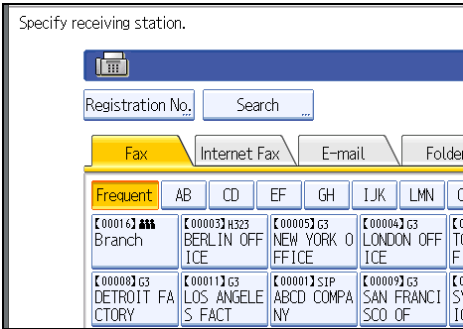 Specify receiving station.
Registration No. Search
Fax Internet Fax E-mail
Frequent AB CD EF GH IJK LMN
[00016] [00003]H323 [00005]G3 [00004]G3
Branch BERLIN OFF NEW YORK O LONDON OFF
ICE FFICE ICE
[00008]G3 [00011]G3 [00001]SIP [00009]G3
DETROIT FA LOS ANGELE ABCD COMPA SAN FRANCI
CTORY S FACT NY SCO OF